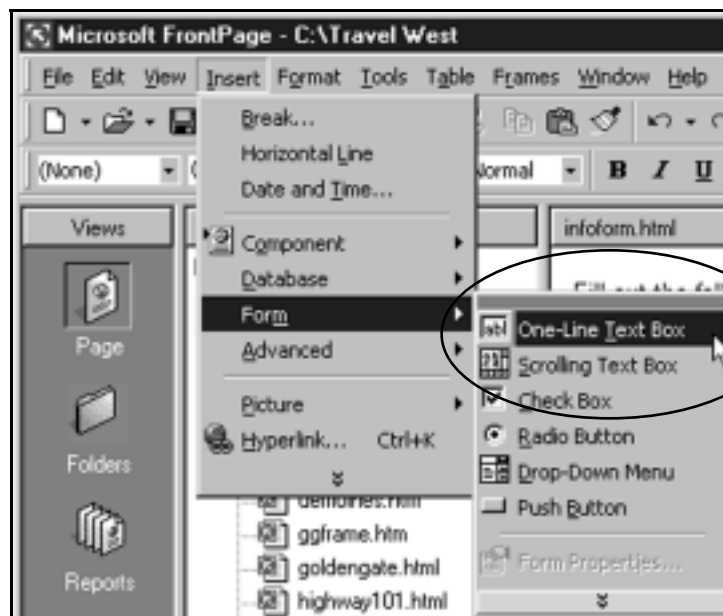 Microsoft FrontPage - C:\Travel West
File Edit View Insert Format Tools Table Frames Window Help
(None) Normal B I U
Views
infoform.html
Page
Folders
Reports
Break...
Horizontal Line
Date and Time...
Component
Database
Form
Advanced
Picture
Hyperlink... Ctrl+K
Fill out the
One-Line Text Box
Scrolling Text Box
Check Box
Radio Button
Drop-Down Menu
Push Button
Form Properties...
ggframe.htm
goldengate.html
highway101.html